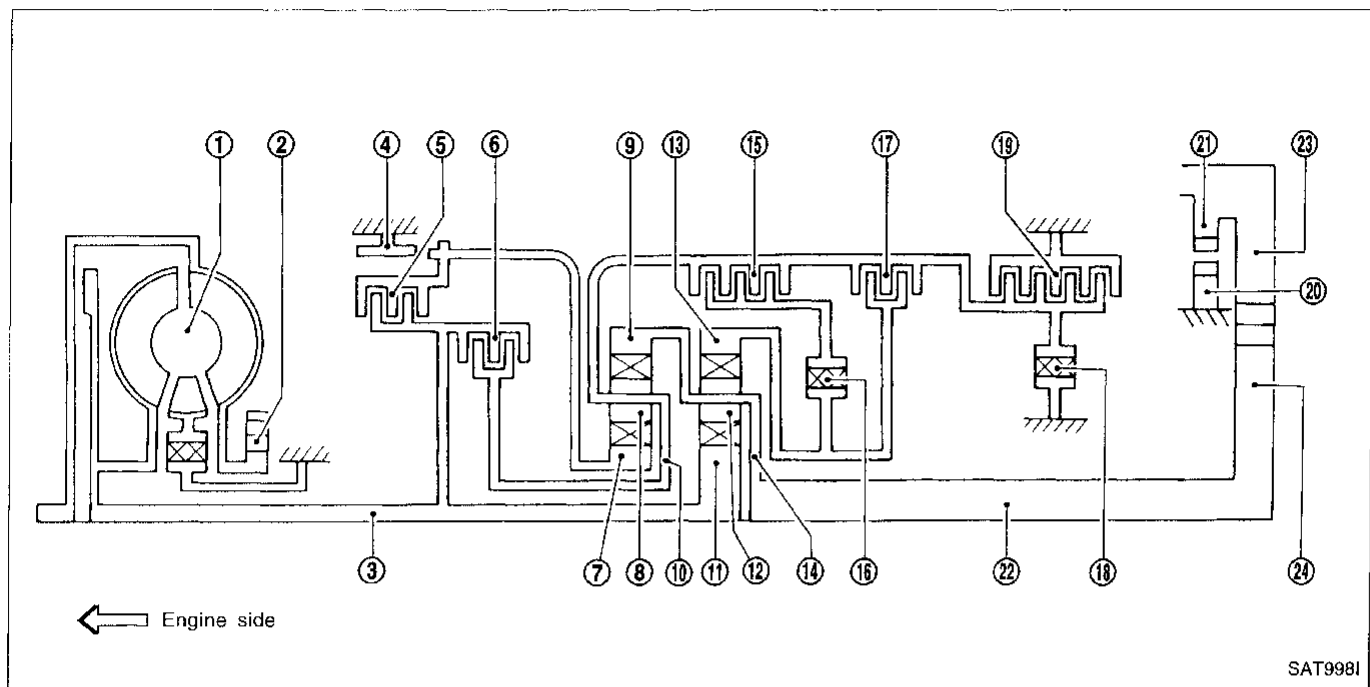 ① ② ④ ⑤ ⑥ ⑨ ⑬ ⑮ ⑰ ⑲ ㉑ ㉓
⑳
③ ⑦ ⑧ ⑩ ⑪ ⑫ ⑭ ⑯ ㉒ ⑱ ㉔
Engine side
SAT998I